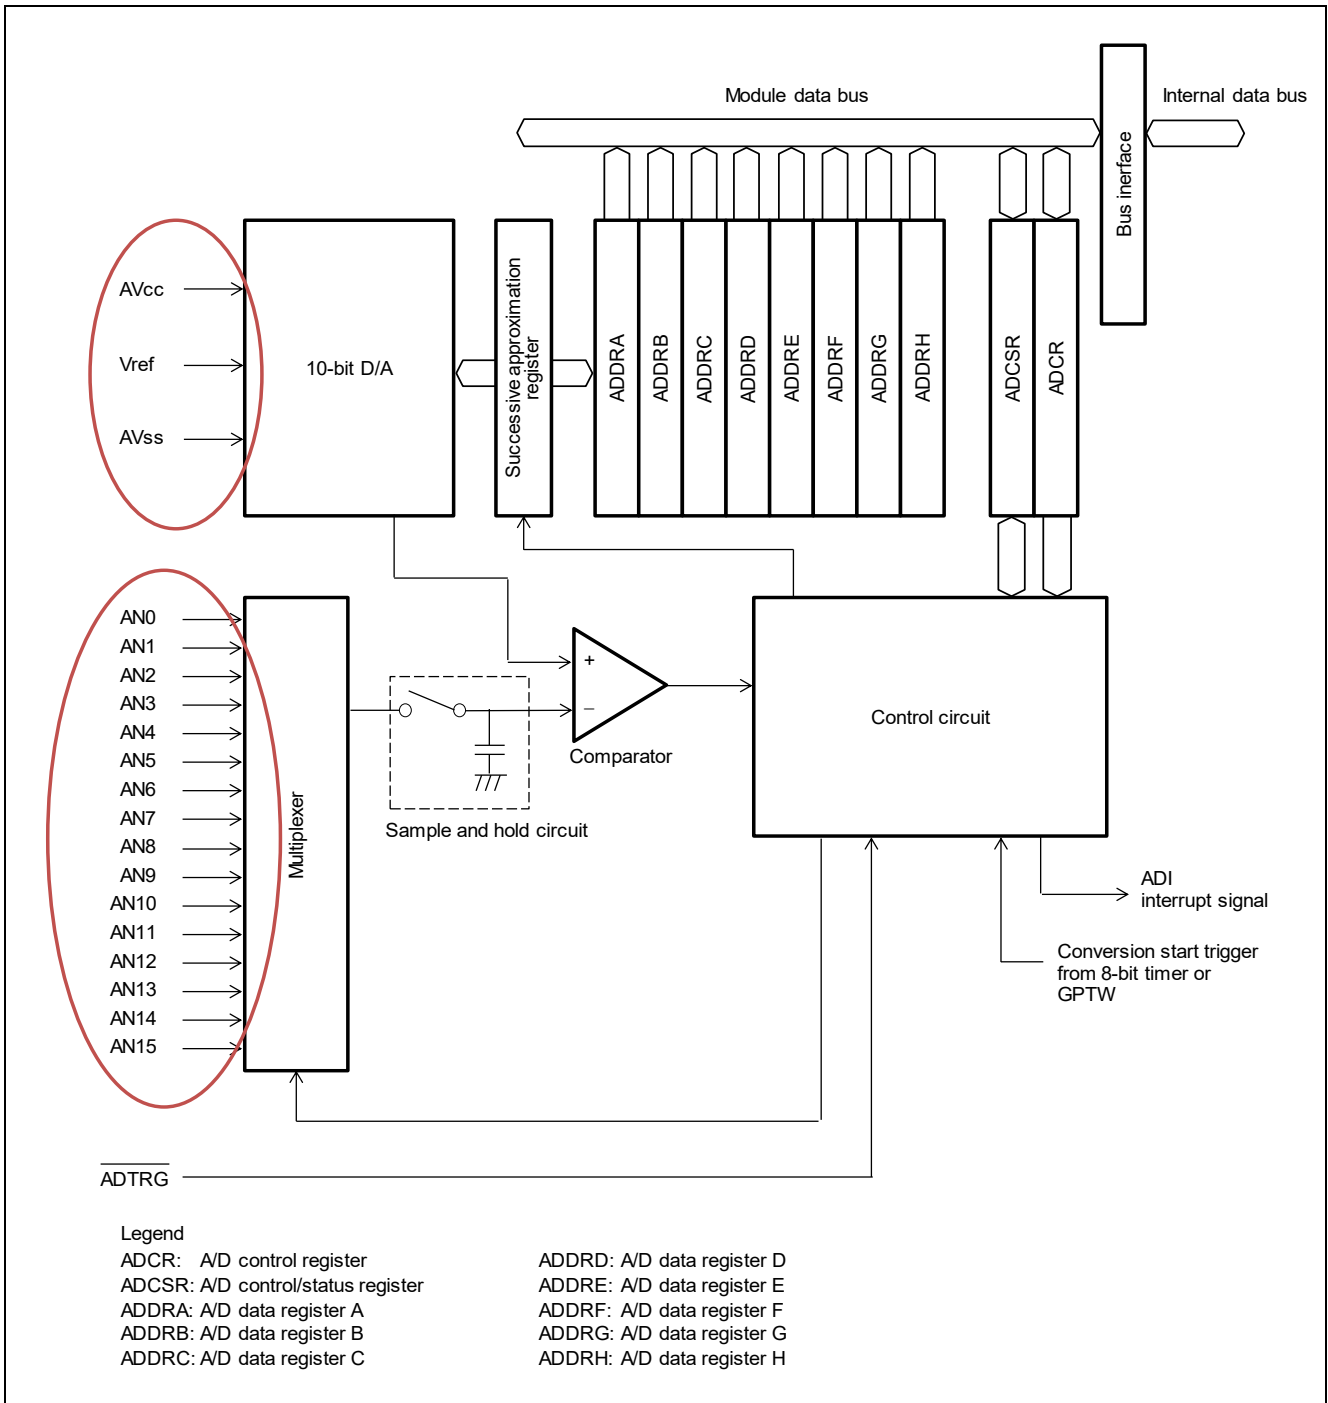 Module data bus
Internal data bus
Bus inerface
AVcc
Vref
AVss
10-bit D/A
Successive approximation
register
ADDRA
ADDRB
ADDRC
ADDRD
ADDRE
ADDRF
ADDRG
ADDRH
ADCSR
ADCR
AN0
AN1
AN2
AN3
AN4
AN5
AN6
AN7
AN8
AN9
AN10
AN11
AN12
AN13
AN14
AN15
Multiplexer
+
−
Comparator
Sample and hold circuit
Control circuit
ADI
interrupt signal
Conversion start trigger
from 8-bit timer or
GPTW
ADTRG
Legend
ADCR: A/D control register
ADCSR: A/D control/status register
ADDRA: A/D data register A
ADDRB: A/D data register B
ADDRC: A/D data register C
ADDRD: A/D data register D
ADDRE: A/D data register E
ADDRF: A/D data register F
ADDRG: A/D data register G
ADDRH: A/D data register H